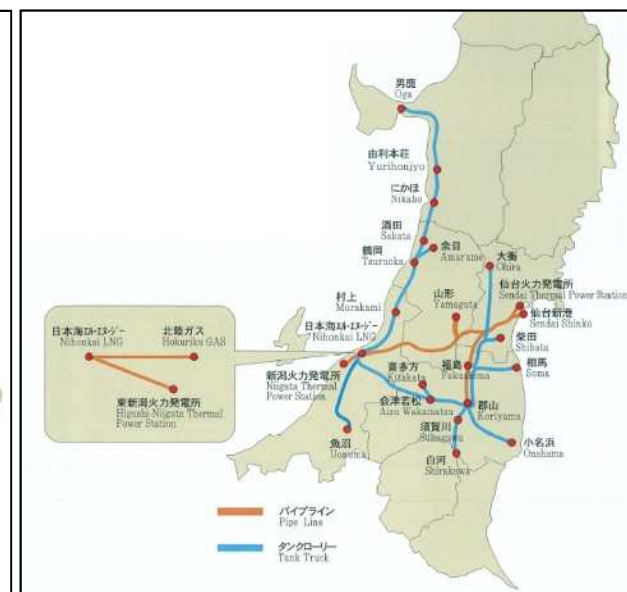 男鹿
Oga
由利本荘
Yurihonjyo
にかほ
Nikaho
酒田
Sakata
余目
Amarume
鶴岡
Tsuruoka
大衡
Ohira
仙台火力発電所
Sendai Thermal Power Station
仙台新港
Sendai Shinko
山形
Yamagata
村上
Murakami
柴田
Shibata
日本海エル・エヌ・ジー
Nihonkai LNG
相馬
Soma
福島
Fukushima
喜多方
Kitakata
新潟火力発電所
Niigata Thermal
Power Station
会津若松
Aizu Wakamatsu
郡山
Koriyama
須賀川
Sukagawa
魚沼
Uonuma
白河
Shirakawa
小名浜
Onahama
日本海エル・エヌ・ジー
Nihonkai LNG
北陸ガス
Hokuriku GAS
東新潟火力発電所
Higashi-Niigata Thermal
Power Station
パイプライン
Pipe Line
タンクローリー
Tank Truck